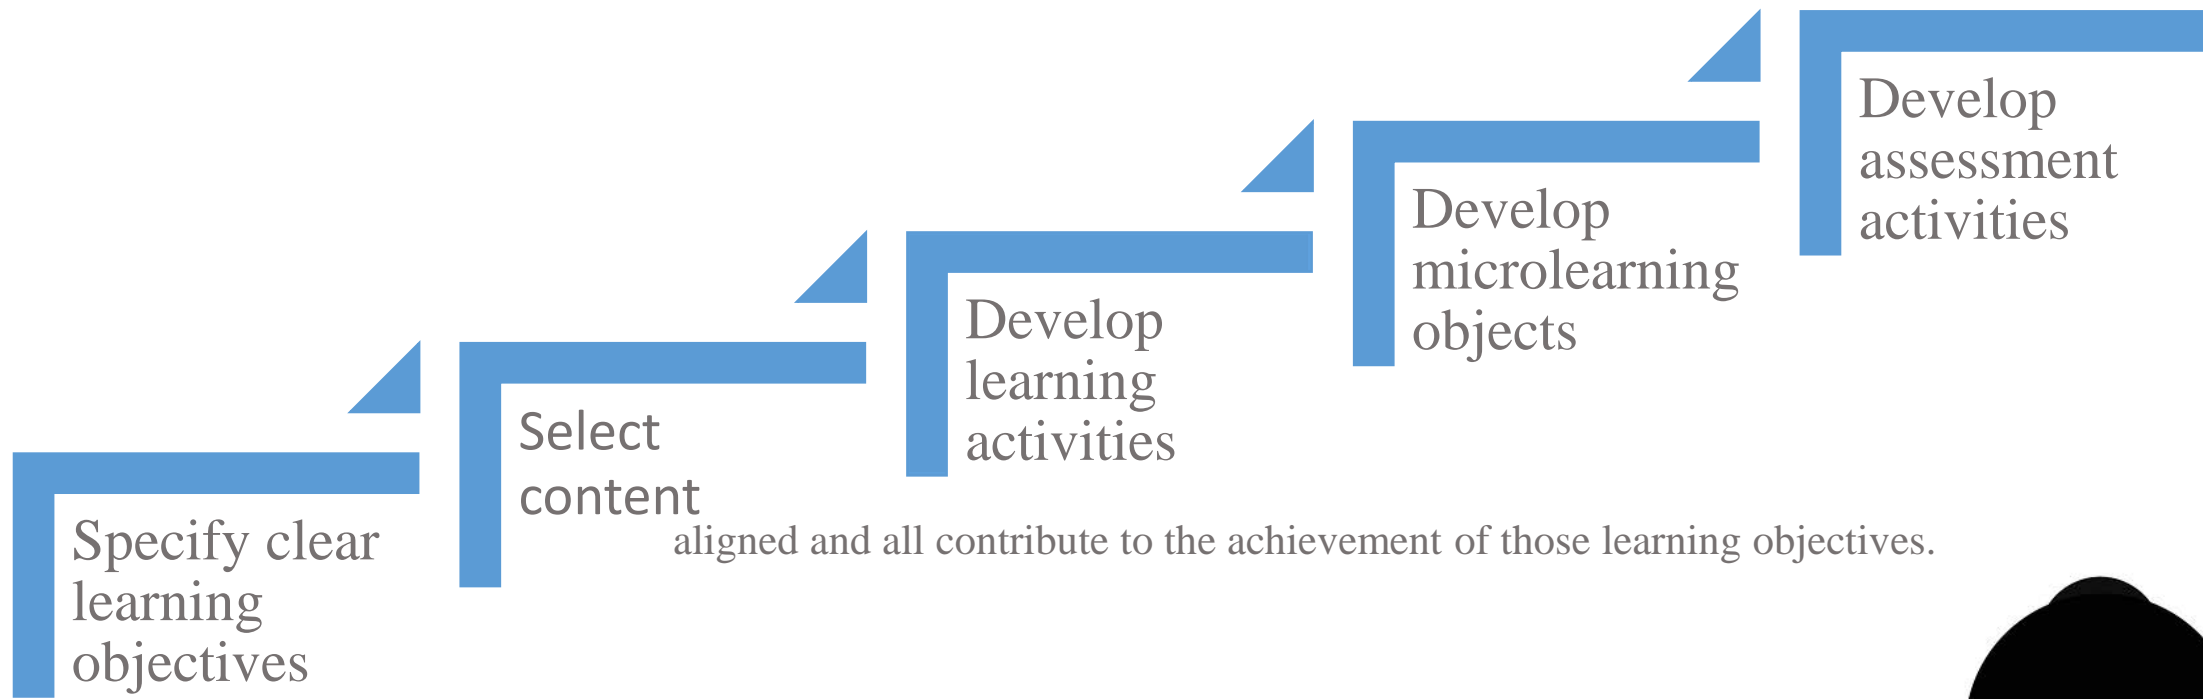 Specify clear
learning
objectives
Select
content
Develop
learning
activities
Develop
microlearning
objects
Develop
assessment
activities
aligned and all contribute to the achievement of those learning objectives.